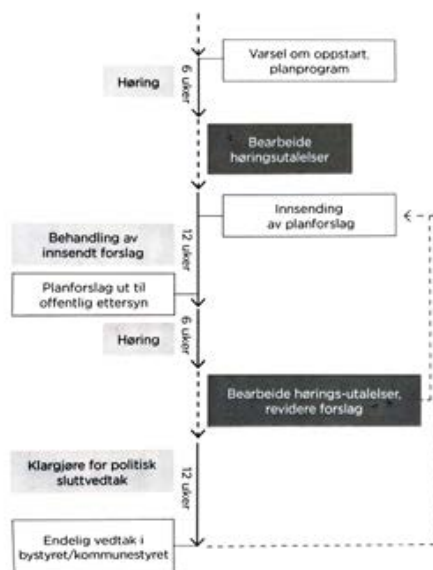 Varsel om oppstart,
planprogram
Høring
6 uker
Bearbeide
høringsutalelser
Innsending
av planforslag
Behandling av
innsendt forslag
12 uker
Planforslag ut til
offentlig ettersyn
Høring
6 uker
Bearbeide hørings-utalelser,
revidere forslag
Klargjøre for politisk
sluttvedtak
12 uker
Endelig vedtak i
bystyret/kommunestyret